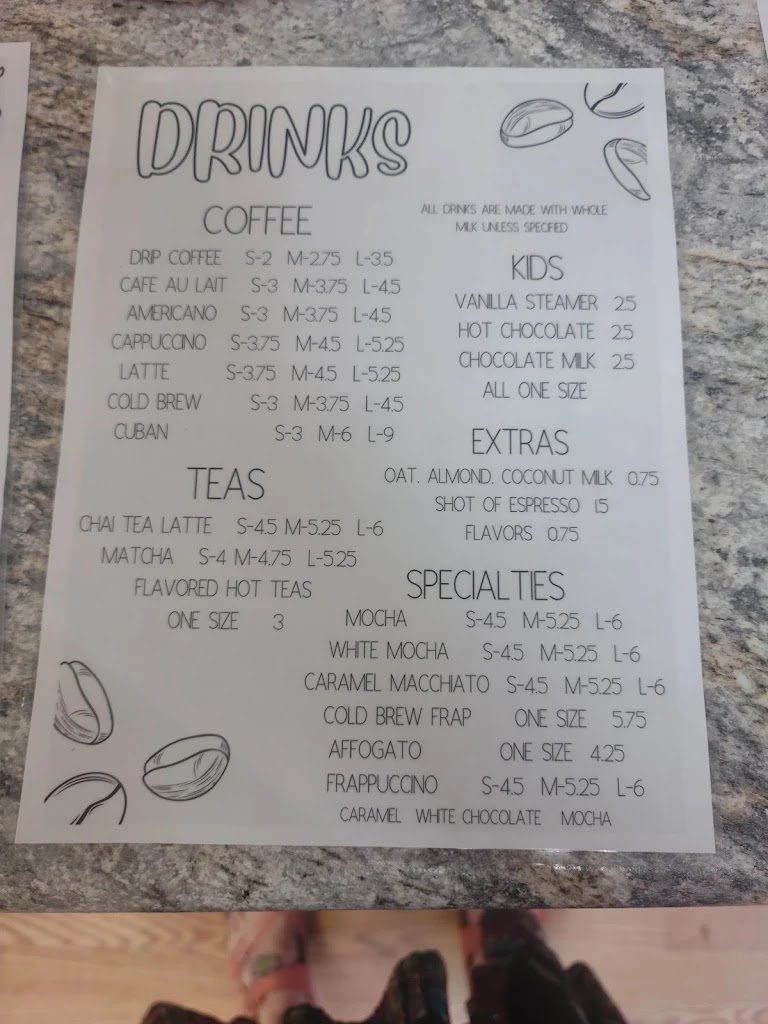 DRINKS
COFFEE
DRIP COFFEE S-2 M-2.75 L-3.5
CAFE AU LAIT S-3 M-3.75 L-4.5
AMERICANO S-3 M-3.75 L-4.5
CAPPUCCINO S-3.75 M-4.5 L-5.25
LATTE S-3.75 M-4.5 L-5.25
COLD BREW S-3 M-3.75 L-4.5
CUBAN S-3 M-6 L-9
TEAS
CHAI TEA LATTE S-4.5 M-5.25 L-6
MATCHA S-4 M-4.75 L-5.25
FLAVORED HOT TEAS
ONE SIZE 3
ALL DRINKS ARE MADE WITH WHOLE
MILK UNLESS SPECIFIED
KIDS
VANILLA STEAMER 2.5
HOT CHOCOLATE 2.5
CHOCOLATE MILK 2.5
ALL ONE SIZE
EXTRAS
OAT, ALMOND, COCONUT MILK 0.75
SHOT OF ESPRESSO 1.5
FLAVORS 0.75
SPECIALTIES
MOCHA S-4.5 M-5.25 L-6
WHITE MOCHA S-4.5 M-5.25 L-6
CARAMEL MACCHIATO S-4.5 M-5.25 L-6
COLD BREW FRAP ONE SIZE 5.75
AFFOGATO ONE SIZE 4.25
FRAPPUCCINO S-4.5 M-5.25 L-6
CARAMEL WHITE CHOCOLATE MOCHA